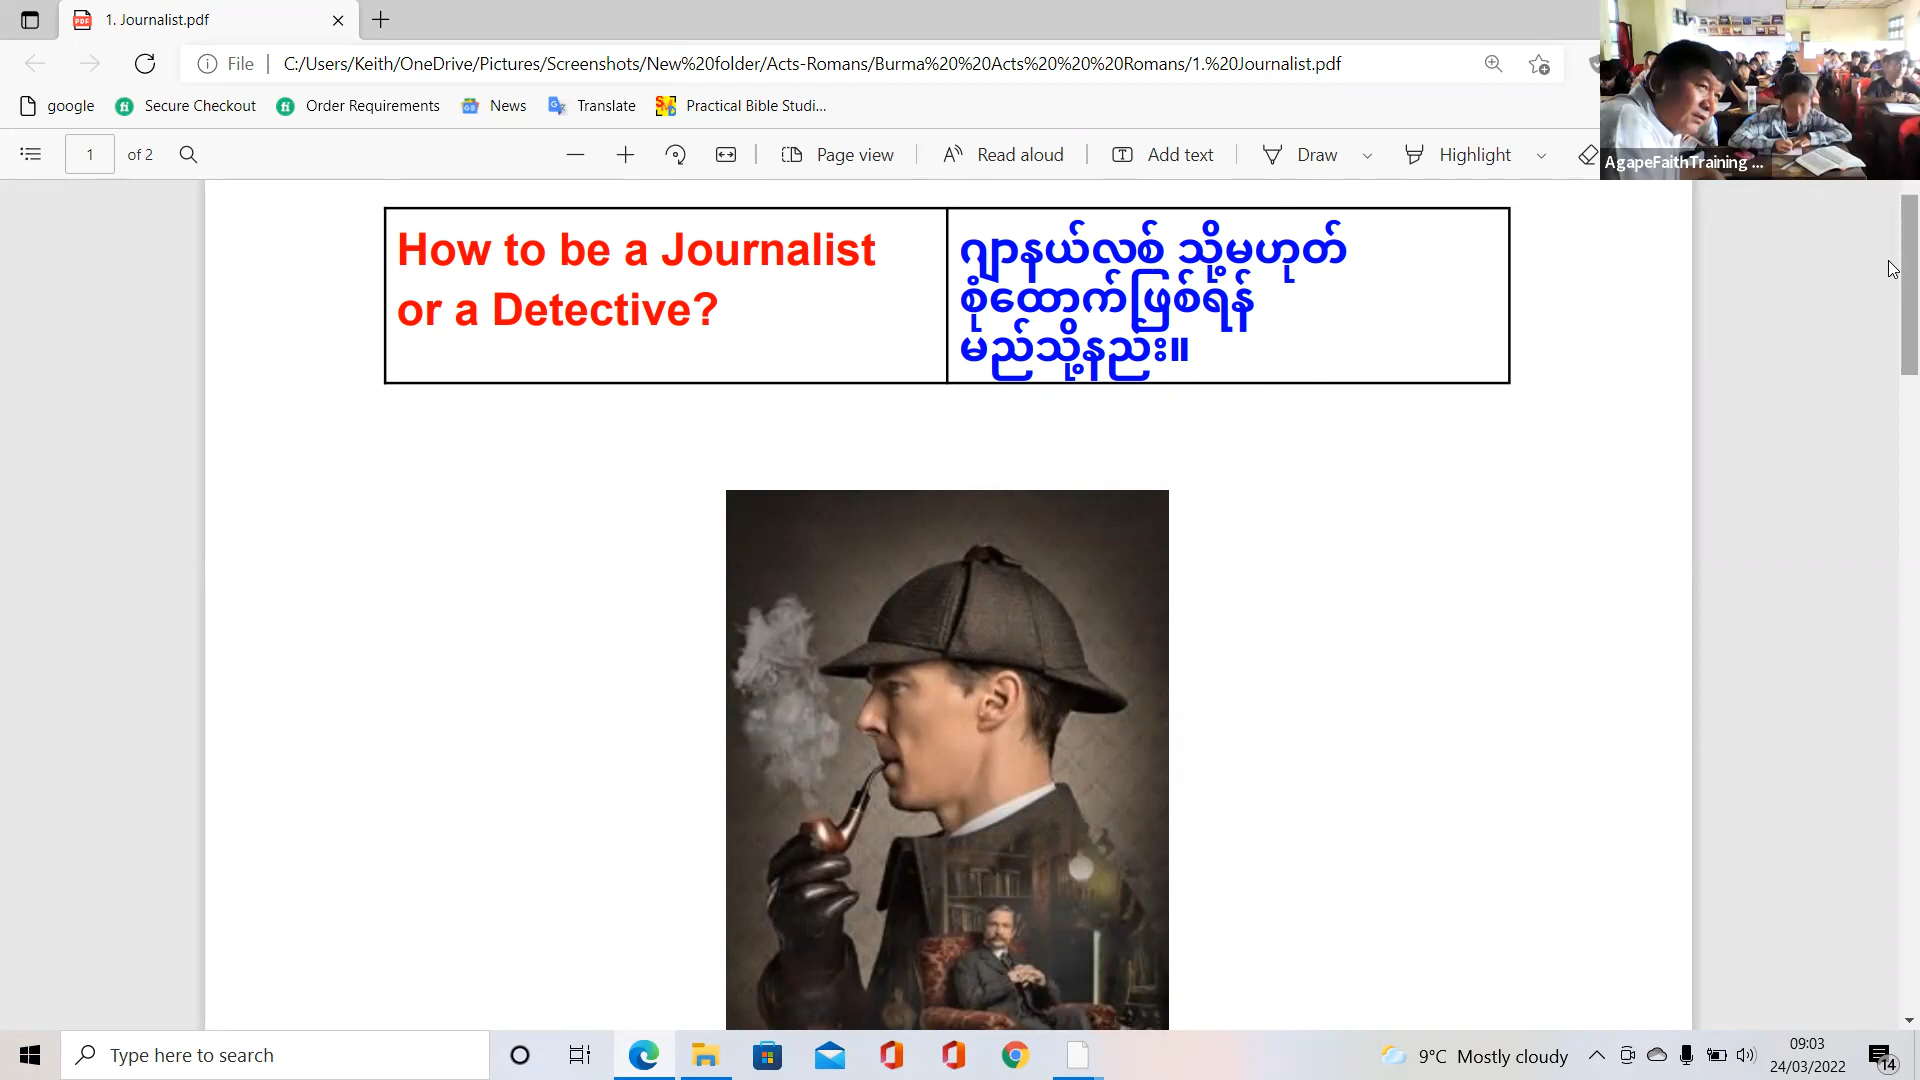 1. Journalist.pdf
File
C:/Users/Keith/OneDrive/Pictures/Screenshots/New%20folder/Acts-Romans/Burma%20%20Acts%20%20%20Romans/1.%20Journalist.pdf
google Secure Checkout Order Requirements News Translate Practical Bible Studi...
1 of 2 Page view Read aloud Add text Draw Highlight
AgapeFaithTraining ...
How to be a Journalist
or a Detective?
ဂျာနယ်လစ် သို့မဟုတ်
စုံထောက်ဖြစ်ရန်
မည်သို့နည်း။
Type here to search
9°C Mostly cloudy
09:03
24/03/2022
14